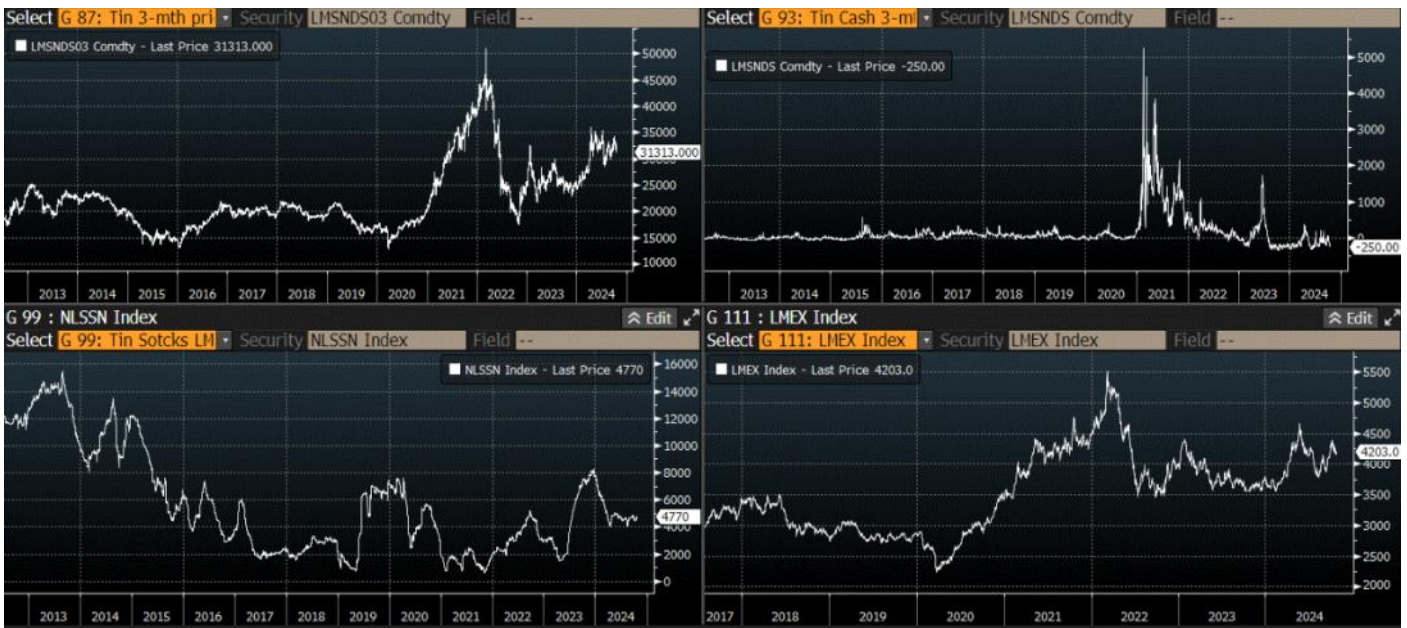 Select G 87: Tin 3-mth pri Security LMSNDS03 Comdty Field --
LMSNDS03 Comdty - Last Price 31313.000
50000
45000
40000
35000
31313.000
30000
25000
20000
15000
10000
2013 2014 2015 2016 2017 2018 2019 2020 2021 2022 2023 2024
Select G 93: Tin Cash 3-m Security LMSNDS Comdty Field --
LMSNDS Comdty - Last Price -250.00
5000
4000
3000
2000
1000
0
-250.00
2013 2014 2015 2016 2017 2018 2019 2020 2021 2022 2023 2024
G 99 : NLSSN Index Edit
Select G 99: Tin Sotcks LM Security NLSSN Index Field --
NLSSN Index - Last Price 4770
16000
14000
12000
10000
8000
6000
4770
4000
2000
0
2013 2014 2015 2016 2017 2018 2019 2020 2021 2022 2023 2024
G 111 : LMEX Index Edit
Select G 111: LMEX Index Security LMEX Index Field --
LMEX Index - Last Price 4203.0
5500
5000
4500
4203.0
4000
3500
3000
2500
2000
2017 2018 2019 2020 2021 2022 2023 2024